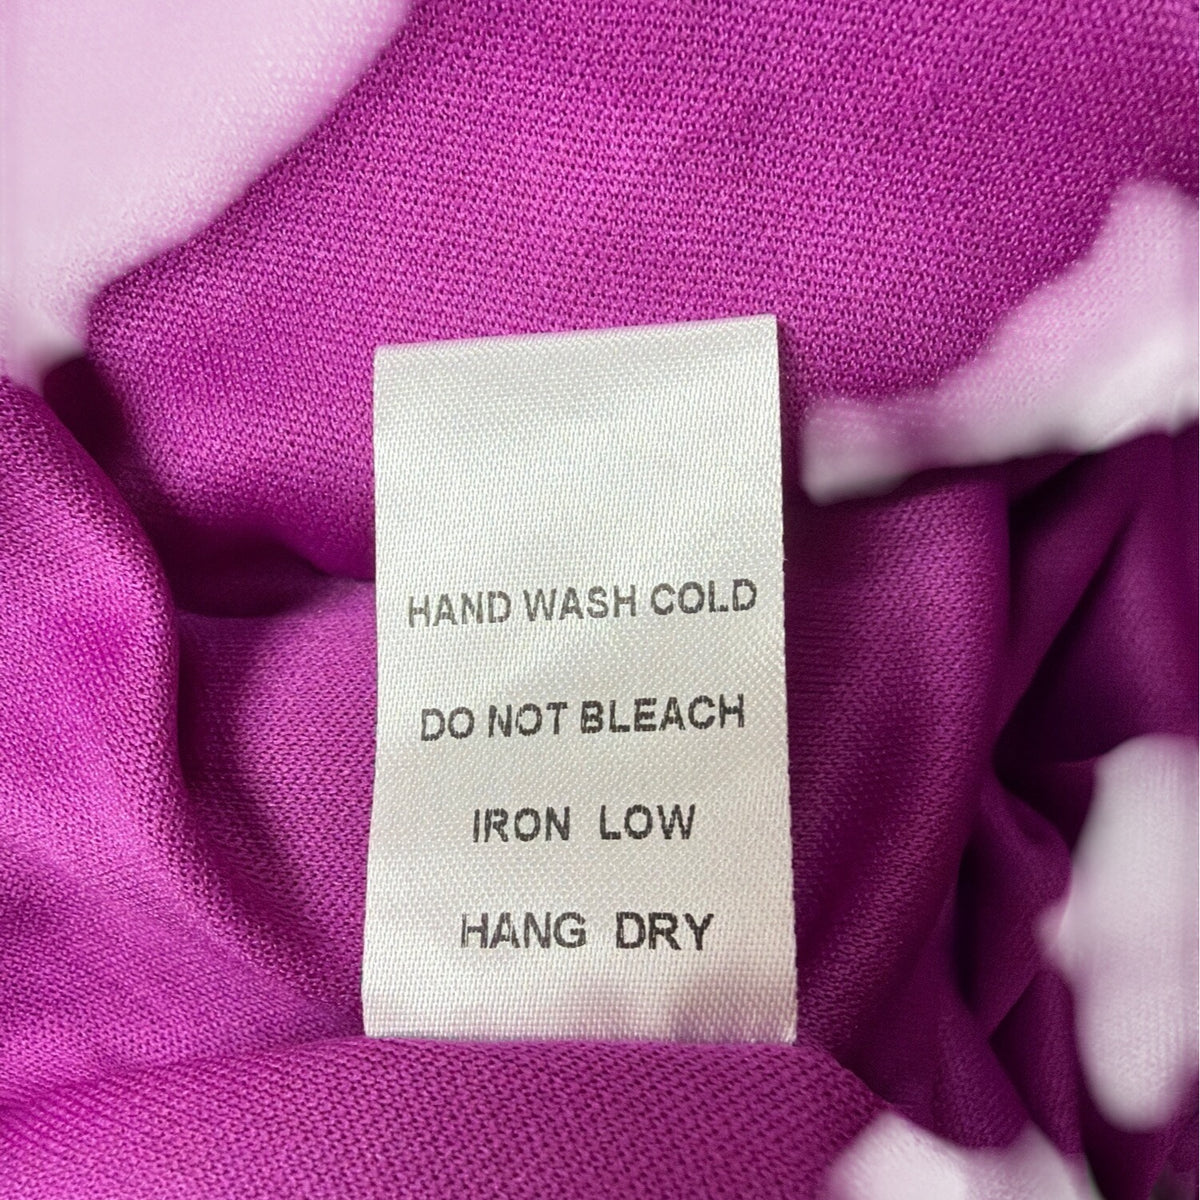 HAND WASH COLD
DO NOT BLEACH
IRON LOW
HANG DRY